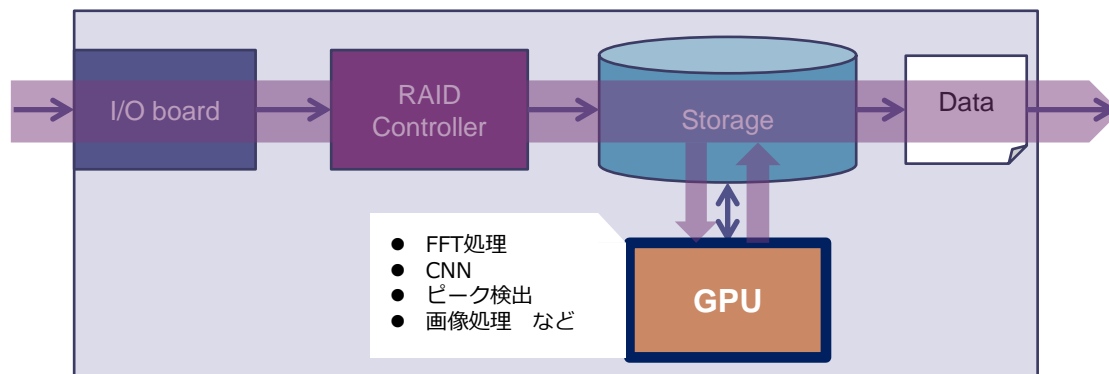 I/O board
RAID
Controller
Storage
Data
● FFT処理
● CNN
● ピーク検出
● 画像処理　など
GPU